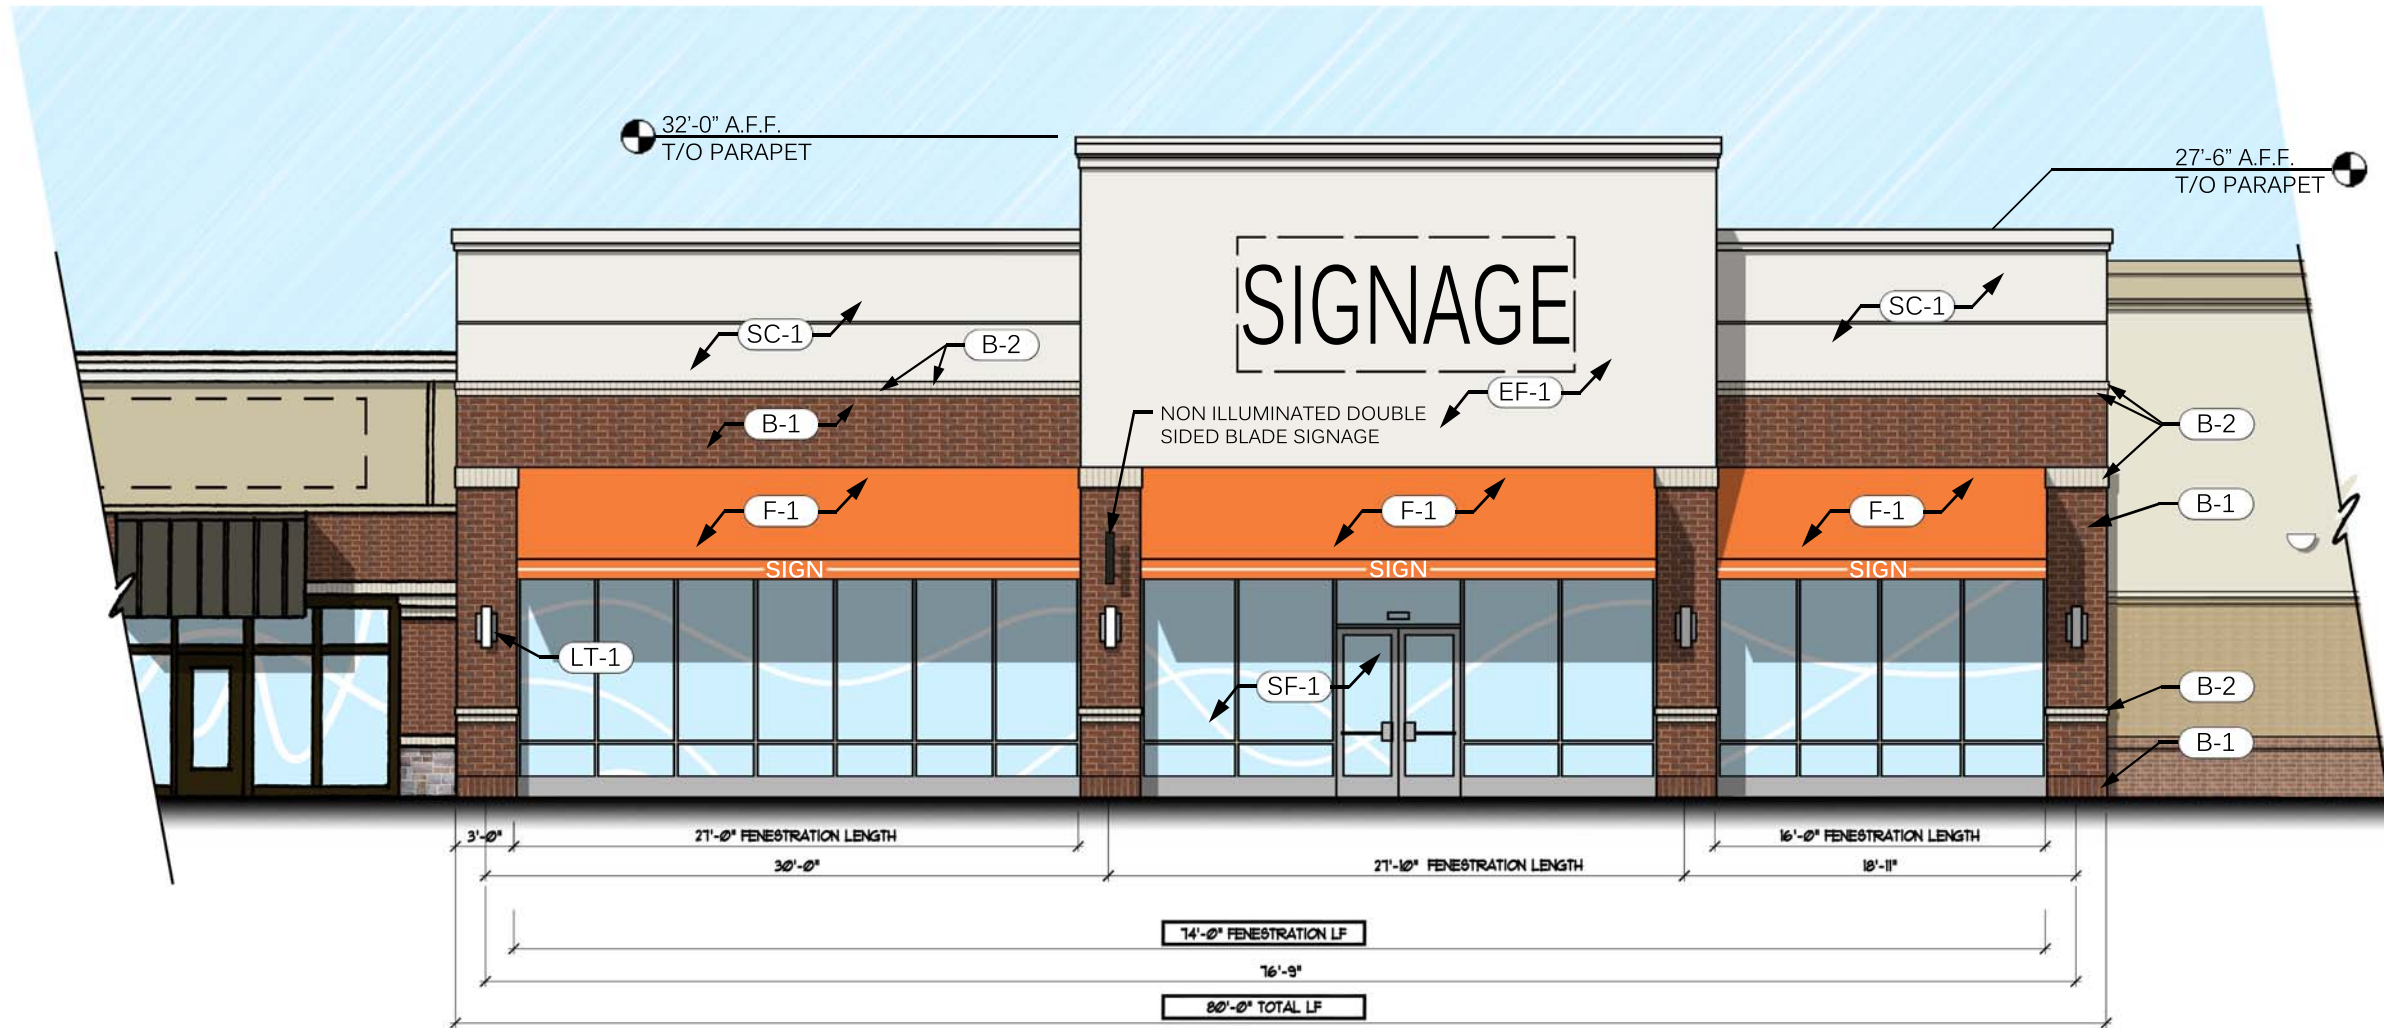 32'-0" A.F.F.
T/O PARAPET
27'-6" A.F.F.
T/O PARAPET
SIGNAGE
SC-1
SC-1
B-2
EF-1
B-1
NON ILLUMINATED DOUBLE
SIDED BLADE SIGNAGE
B-2
F-1
F-1
F-1
B-1
SIGN
SIGN
SIGN
LT-1
SF-1
B-2
B-1
3'-0"
27'-0" FENESTRATION LENGTH
16'-0" FENESTRATION LENGTH
30'-0"
27'-10" FENESTRATION LENGTH
18'-11"
74'-0" FENESTRATION LF
76'-9"
80'-0" TOTAL LF